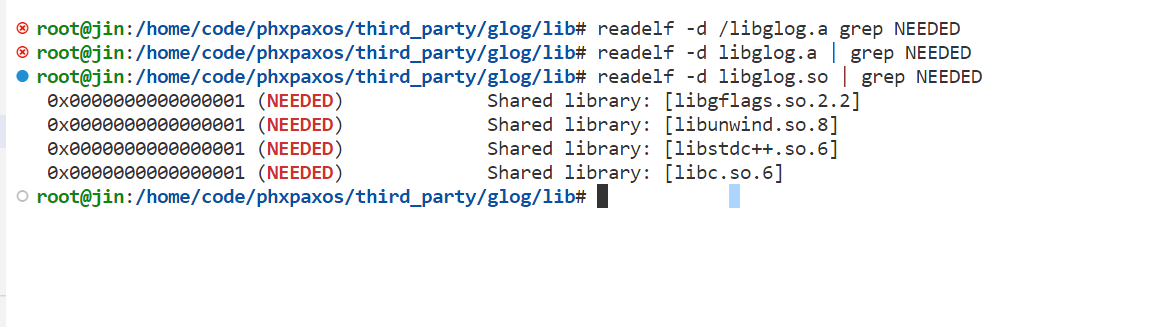 root@jin:/home/code/phxpaxos/third_party/glog/lib# readelf -d /libglog.a grep NEEDED
root@jin:/home/code/phxpaxos/third_party/glog/lib# readelf -d libglog.a | grep NEEDED
root@jin:/home/code/phxpaxos/third_party/glog/lib# readelf -d libglog.so | grep NEEDED
 0x0000000000000001 (NEEDED)             Shared library: [libgflags.so.2.2]
 0x0000000000000001 (NEEDED)             Shared library: [libunwind.so.8]
 0x0000000000000001 (NEEDED)             Shared library: [libstdc++.so.6]
 0x0000000000000001 (NEEDED)             Shared library: [libc.so.6]
root@jin:/home/code/phxpaxos/third_party/glog/lib#